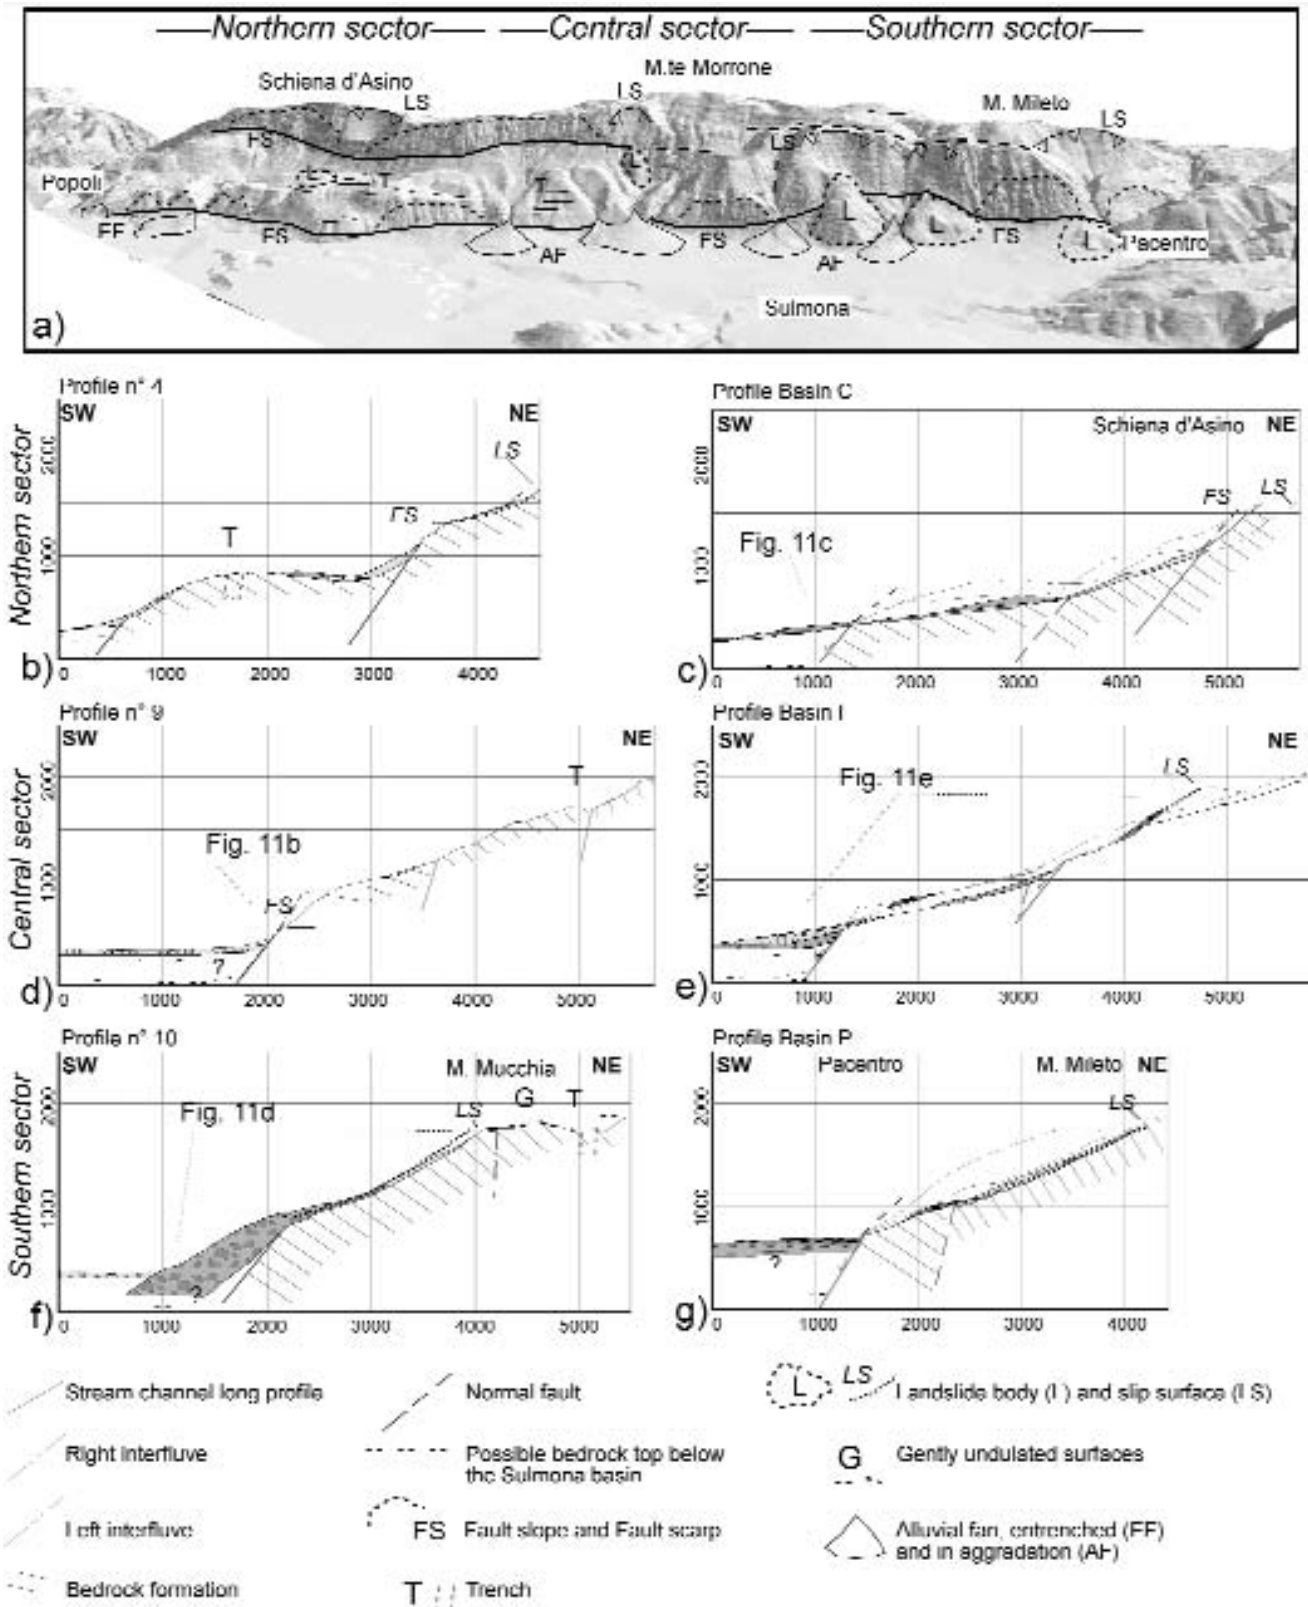 Northern sector Central sector Southern sector
Schiena d'Asino LS M.te Morrone LS M. Mileto LS
FS LS L
Popoli T T
FF FS AF FS AF L L FS L Pacentro
Sulmona
a)
Northern sector
Profile n° 4
SW NE
LS
FS
T
2000
1000
b) 0 1000 2000 3000 4000
Profile Basin C
SW Schiena d'Asino NE
FS LS
Fig. 11c
2000
1000
c) 0 1000 2000 3000 4000 5000
Central sector
Profile n° 9
SW NE
T
Fig. 11b
FS
?
2000
1000
d) 0 1000 2000 3000 4000 5000
Profile Basin I
SW NE
LS
Fig. 11e
2000
1000
e) 0 1000 2000 3000 4000 5000
Southern sector
Profile n° 10
SW M. Mucchia NE
LS G T
Fig. 11d
?
2000
1000
f) 0 1000 2000 3000 4000 5000
Profile Basin P
SW Pacentro M. Mileto NE
LS
?
2000
1000
g) 0 1000 2000 3000 4000
Stream channel long profile
Right interfluve
Left interfluve
Bedrock formation
Normal fault
Possible bedrock top below
the Sulmona basin
FS Fault slope and Fault scarp
T Trench
L LS Landslide body (L) and slip surface (LS)
G Gently undulated surfaces
Alluvial fan, entrenched (FF)
and in aggradation (AF)